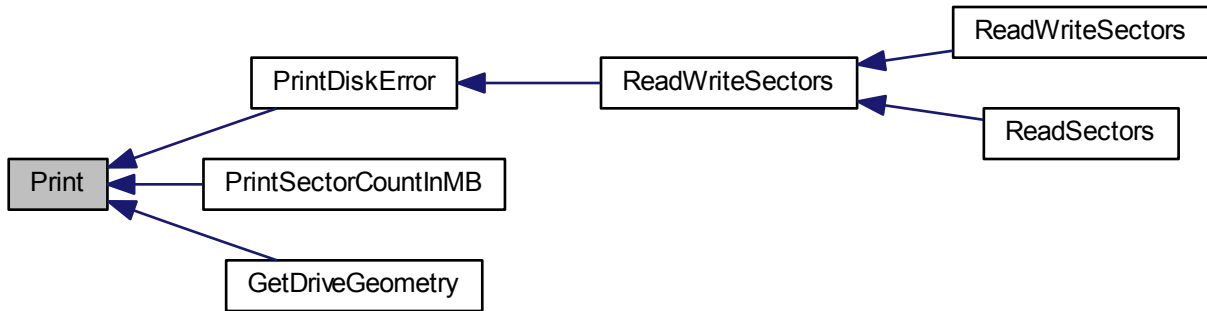 ReadWriteSectors
PrintDiskError
ReadWriteSectors
ReadSectors
Print
PrintSectorCountInMB
GetDriveGeometry